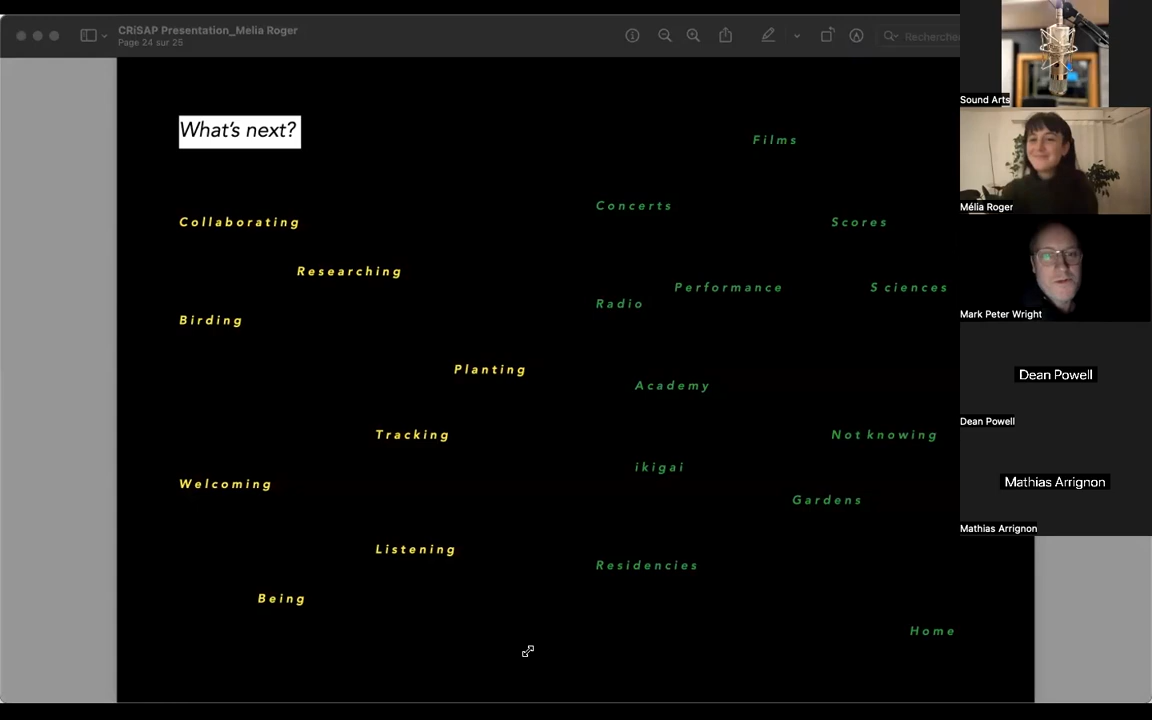 CRiSAP Presentation_Melia Roger
Page 24 sur 25
Recherche
What's next?
Films
Concerts
Collaborating
Scores
Researching
Performance
Sciences
Radio
Birding
Planting
Academy
Tracking
Not knowing
ikigai
Welcoming
Gardens
Listening
Residencies
Being
Home
Sound Arts
Mélia Roger
Mark Peter Wright
Dean Powell
Dean Powell
Mathias Arrignon
Mathias Arrignon